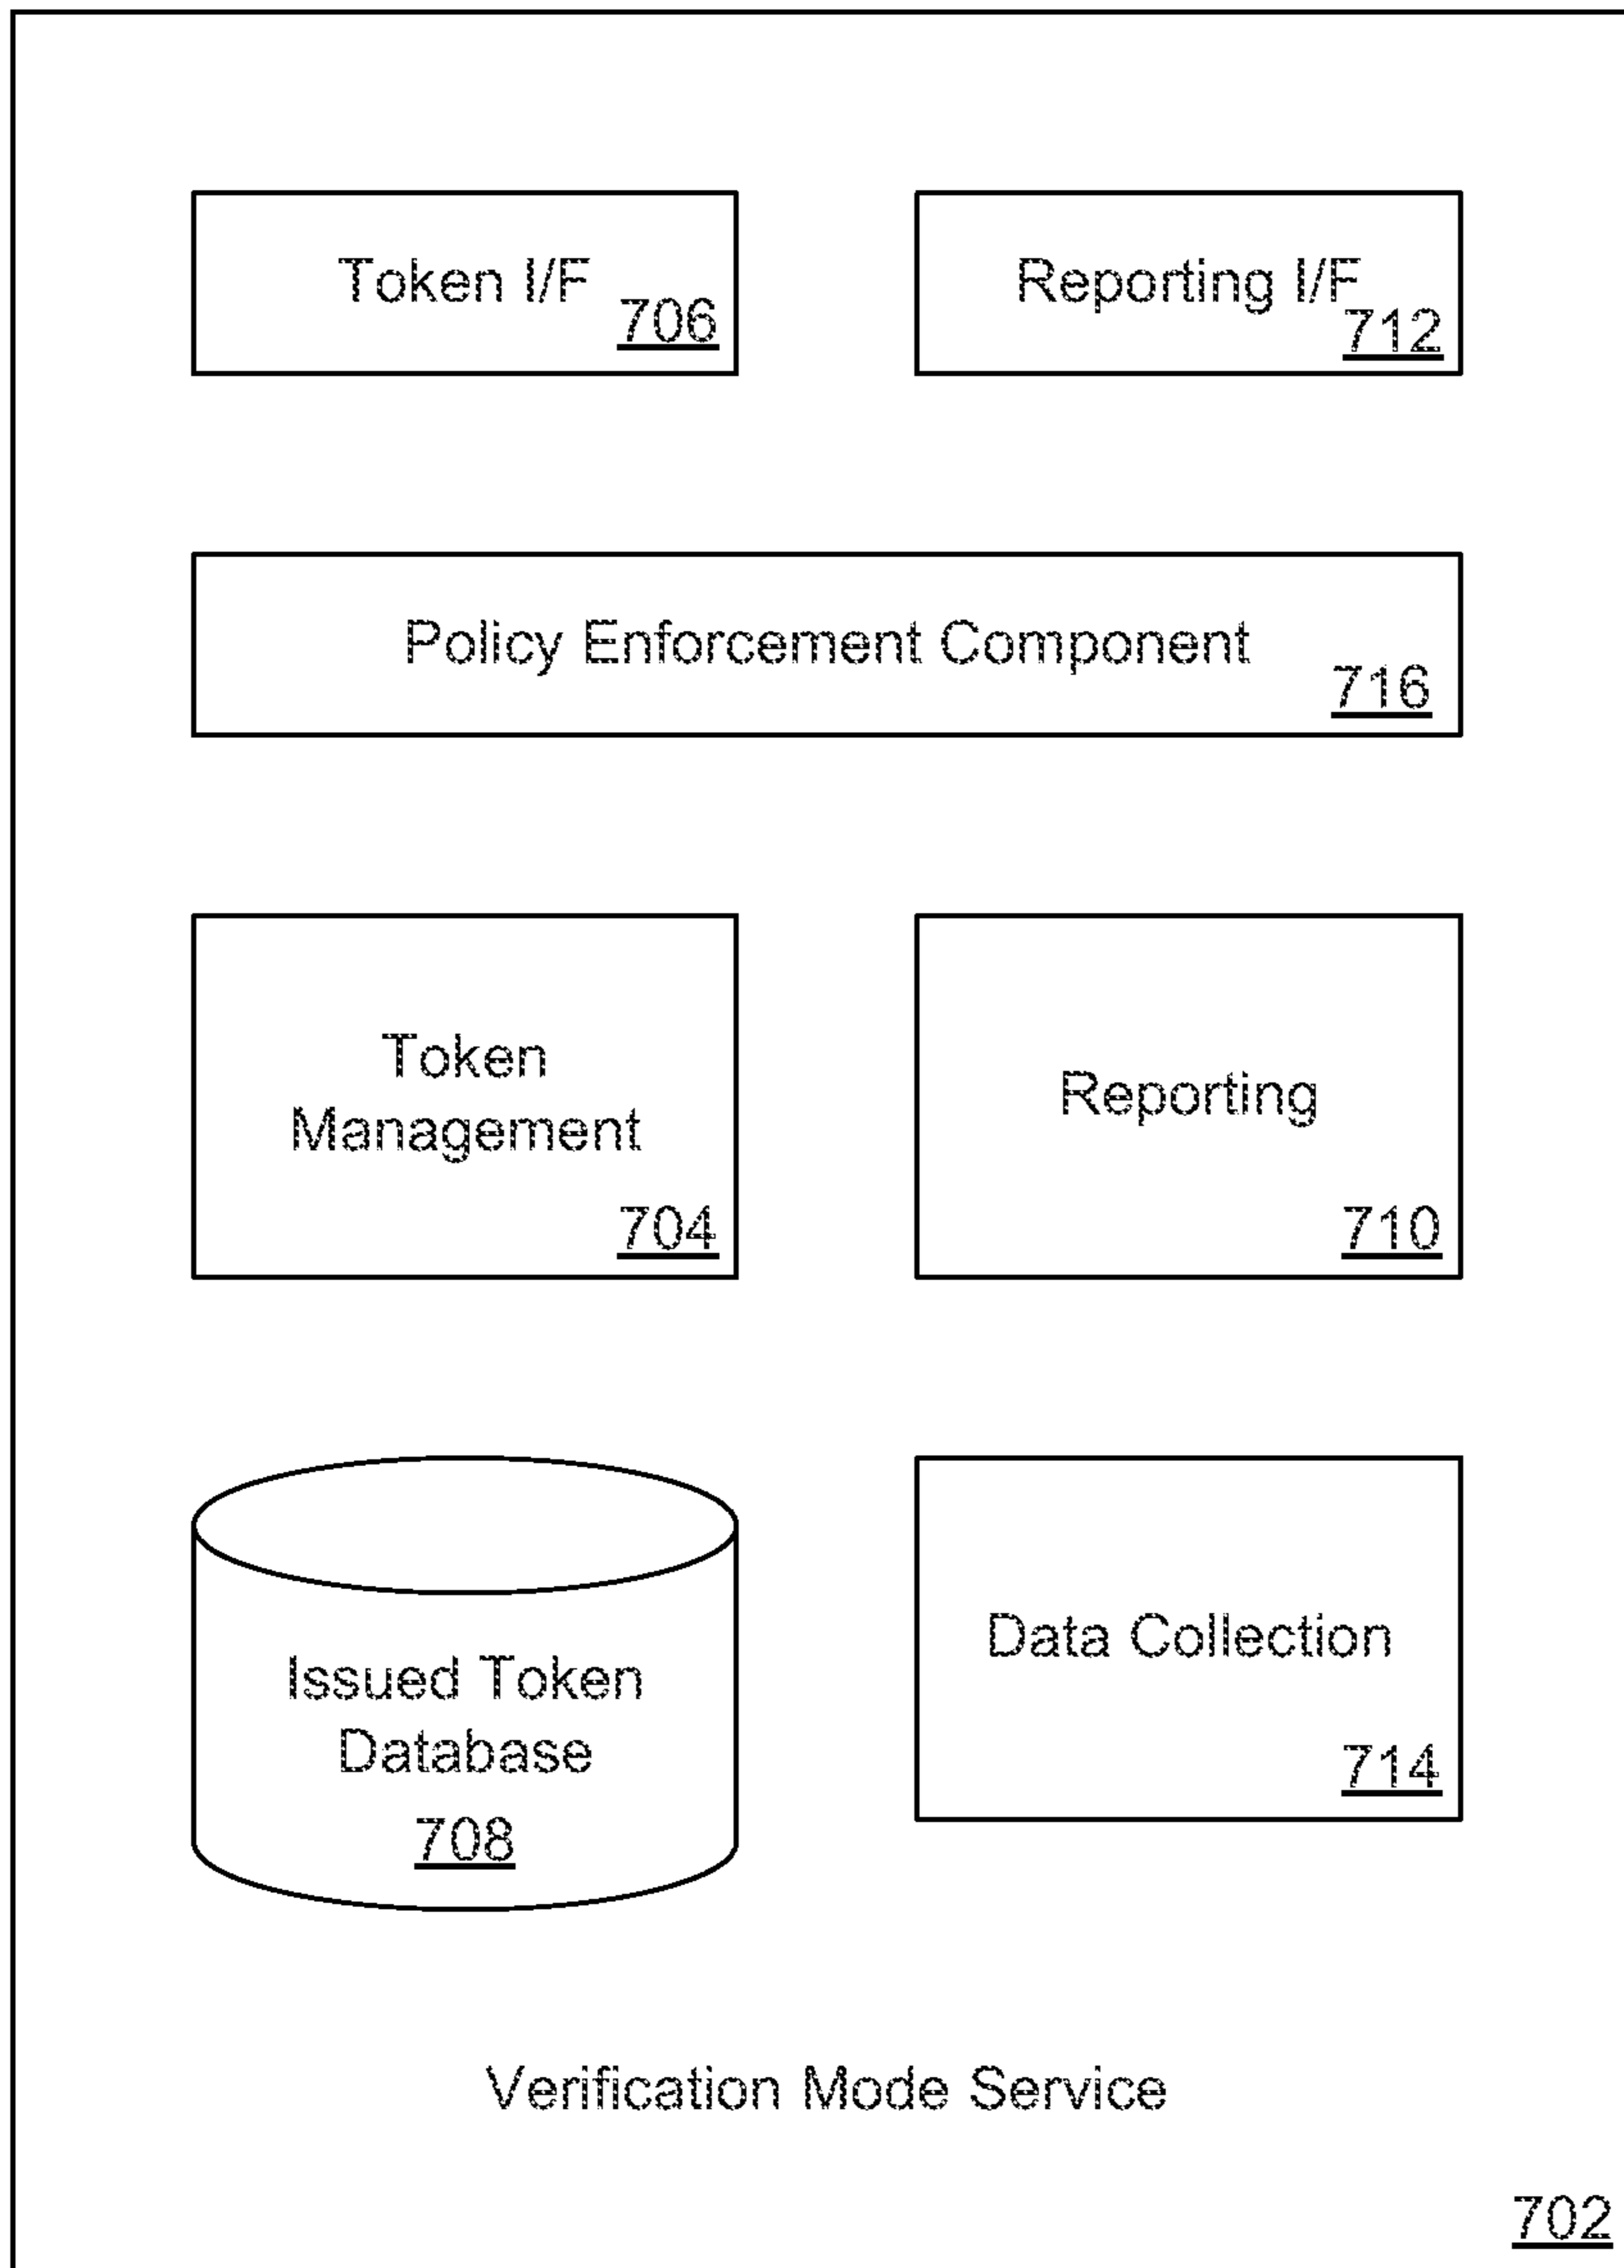 Token I/F
706
Reporting I/F
712
Policy Enforcement Component
716
Token
Management
704
Reporting
710
Issued Token
Database
708
Data Collection
714
Verification Mode Service
702